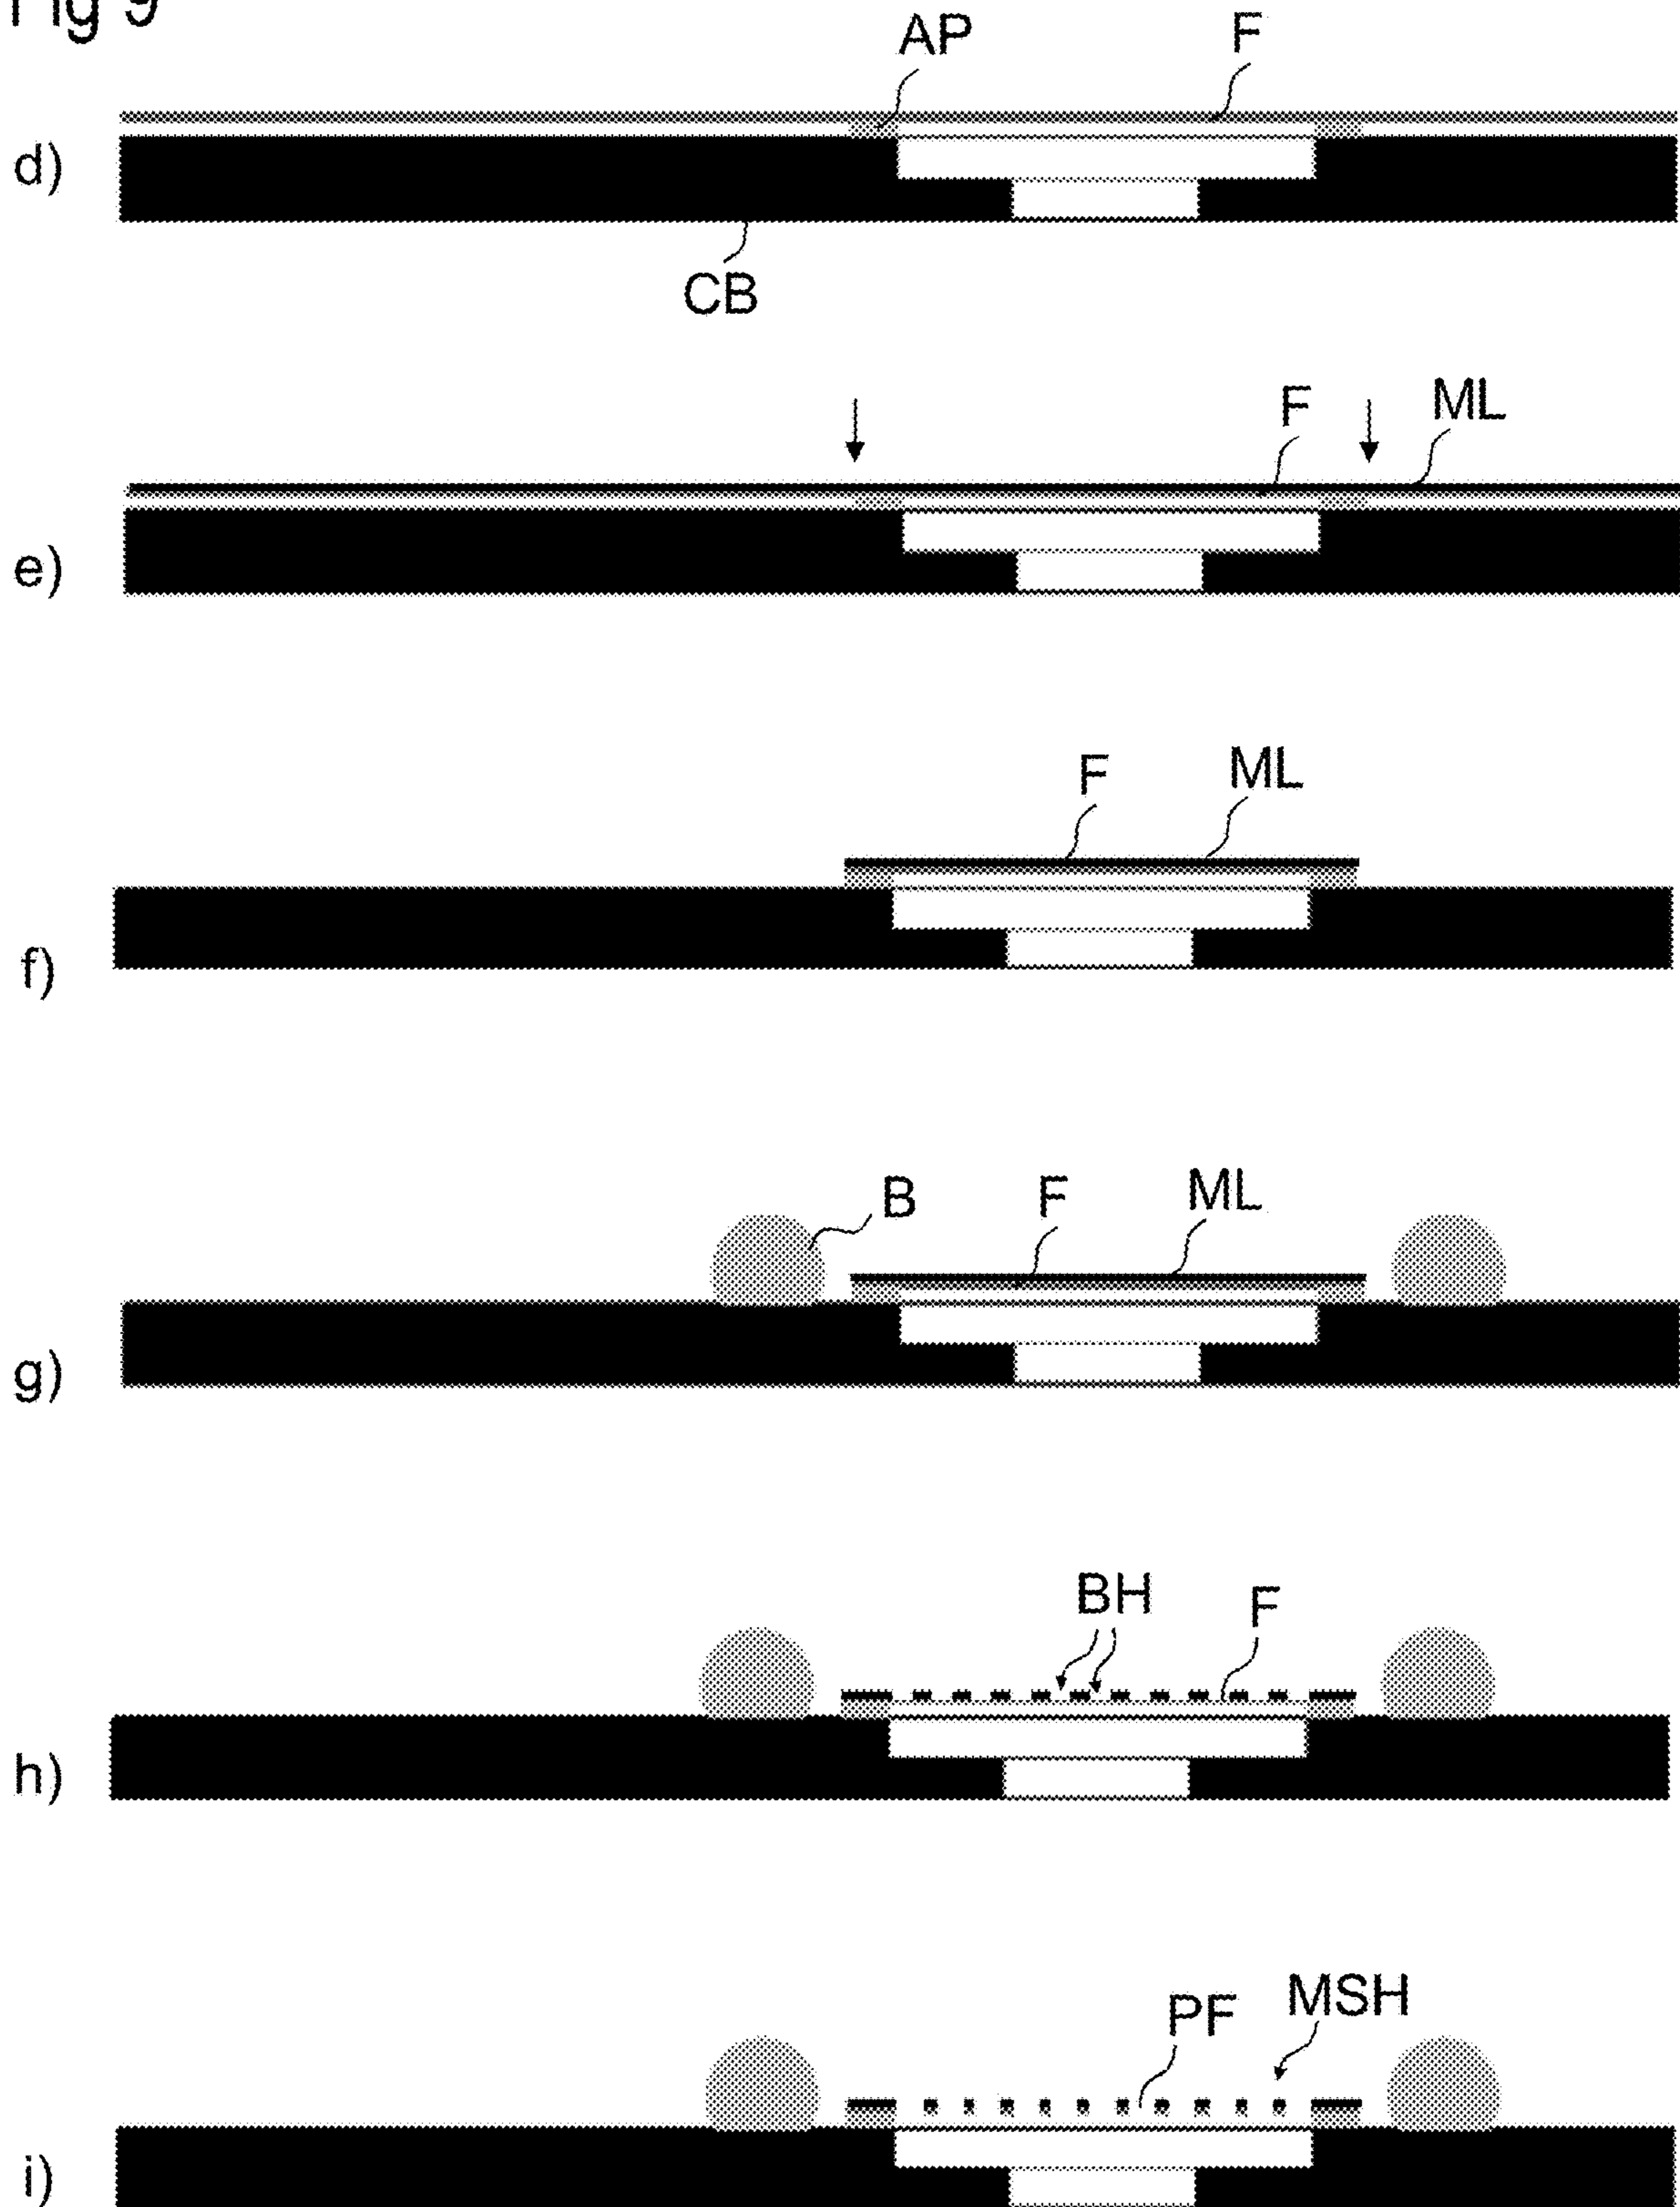 Fig 9
AP F
d)
CB
F ML
e)
F ML
f)
B F ML
g)
BH F
h)
PF MSH
i)